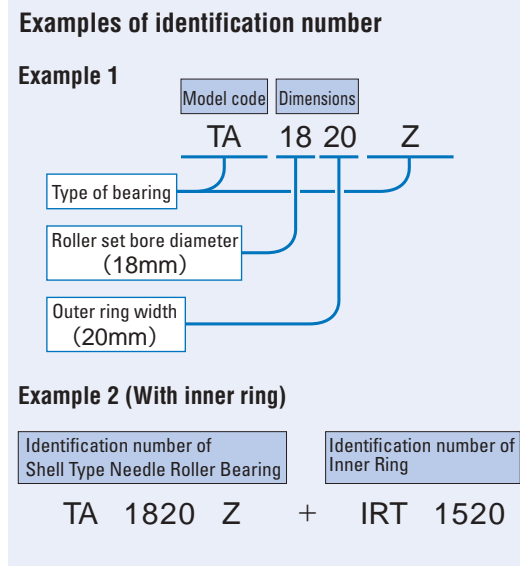 Examples of identification number
Example 1
Model code Dimensions
TA 18 20 Z
Type of bearing
Roller set bore diameter
（18mm）
Outer ring width
（20mm）
Example 2 (With inner ring)
Identification number of
Shell Type Needle Roller Bearing
Identification number of
Inner Ring
TA 1820 Z + IRT 1520